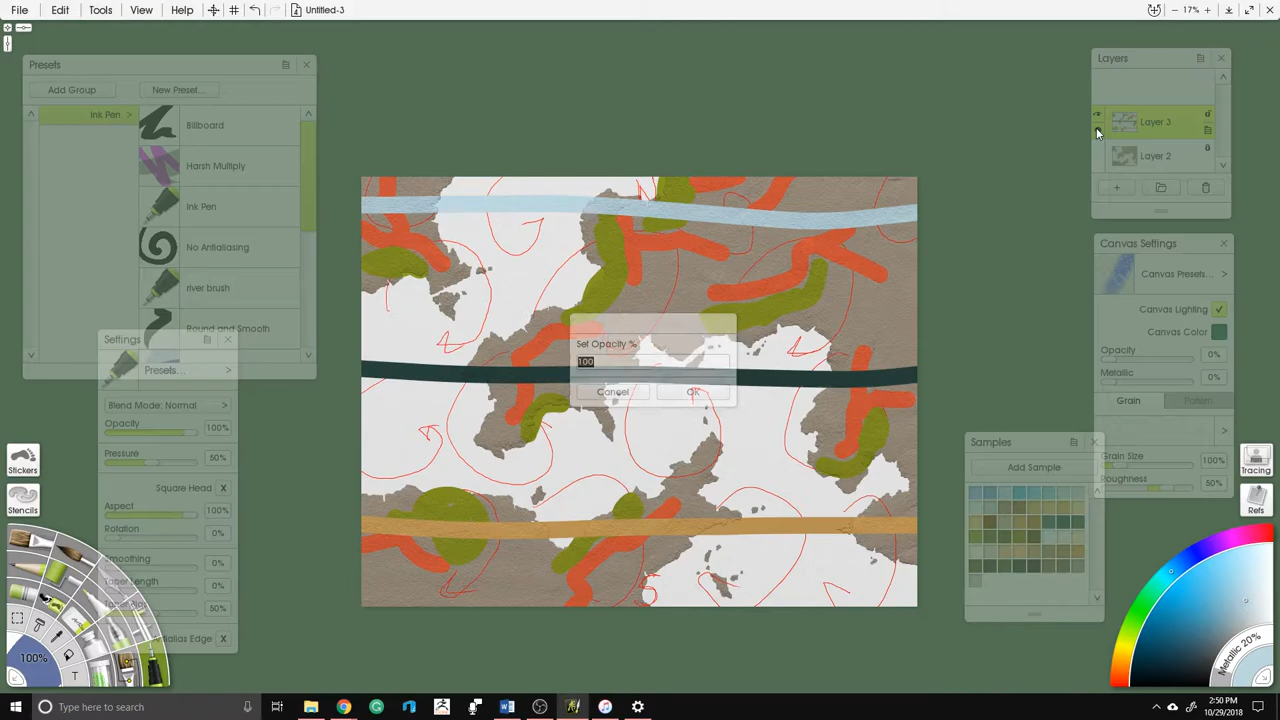 File Edit Tools View Help Untitled-3 17%
Presets
Add Group New Preset...
Ink Pen >
Billboard
Harsh Multiply
Ink Pen
No Antialiasing
river brush
Round and Smooth
Settings
Presets... >
Blend Mode: Normal >
Opacity 100%
Pressure 50%
Square Head X
Aspect 100%
Rotation 0%
Smoothing 0%
Taper Length 0%
50%
Antialias Edge X
Stickers
Stencils
100%
T
Set Opacity %
100
Cancel OK
Layers
Layer 3
Layer 2
Canvas Settings
Canvas Presets... >
Canvas Lighting
Canvas Color
Opacity 0%
Metallic 0%
Grain Pattern
Grain Size 100%
Roughness 50%
Samples
Add Sample
Tracing
Refs
Metallic 20%
Type here to search
2:50 PM
10/29/2018